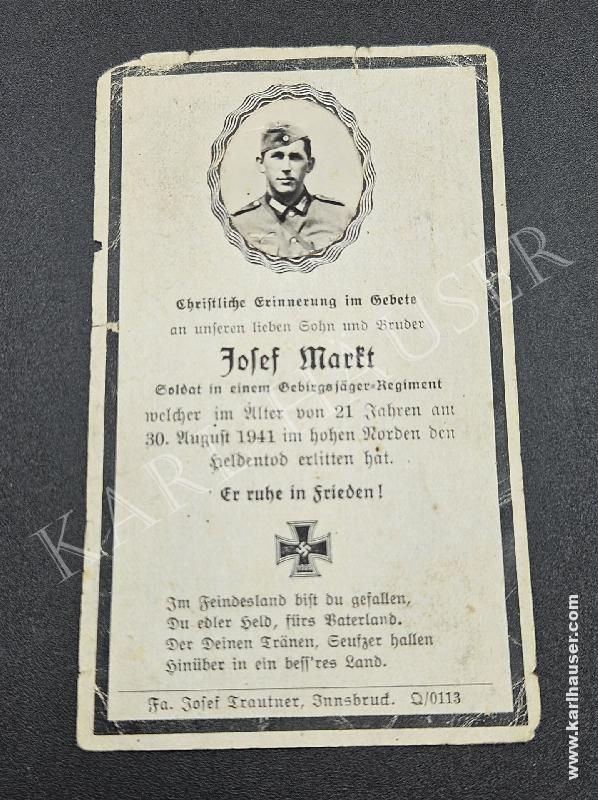 Christliche Erinnerung im Gebete
an unseren lieben Sohn und Bruder
Josef Markt
Soldat in einem Gebirgsjäger-Regiment
welcher im Alter von 21 Jahren am
30. August 1941 im hohen Norden den
Heldentod erlitten hat.
Er ruhe in Frieden!
Im Feindesland bist du gefallen,
Du edler Held, fürs Vaterland.
Der Deinen Tränen, Seufzer hallen
Hinüber in ein bess'res Land.
Fa. Josef Trautner, Innsbruck. Q/0113
KARL HAUSER
www.karlhauser.com